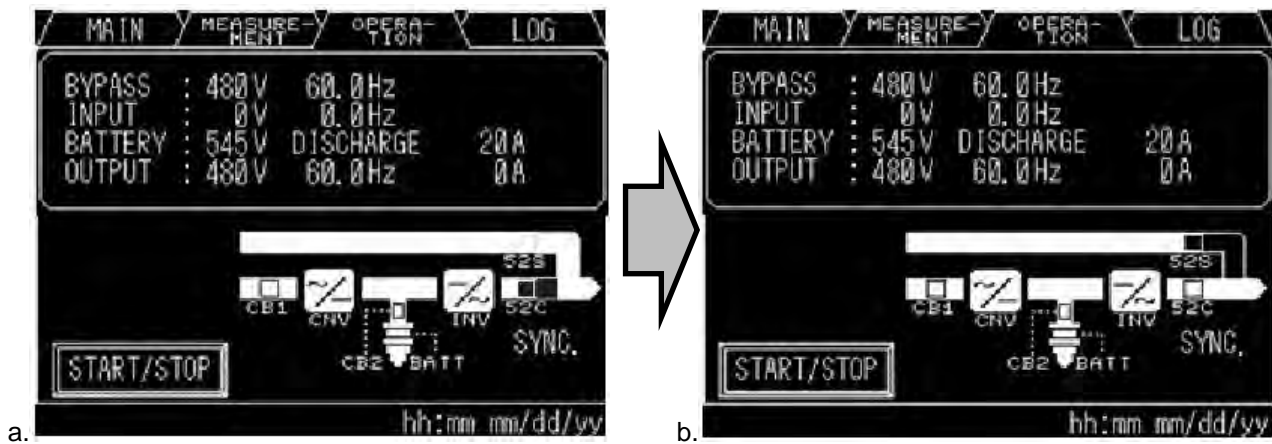 MAIN MEASURE-MENT OPERA-TION LOG
BYPASS : 480V 60.0Hz
INPUT : 0V 0.0Hz
BATTERY : 545V DISCHARGE 20A
OUTPUT : 480V 60.0Hz 0A
52S
CB1 CNV INV 52C
SYNC.
CB2 BATT
START/STOP
hh:mm mm/dd/yy
a.
MAIN MEASURE-MENT OPERA-TION LOG
BYPASS : 480V 60.0Hz
INPUT : 0V 0.0Hz
BATTERY : 545V DISCHARGE 20A
OUTPUT : 480V 60.0Hz 0A
52S
CB1 CNV INV 52C
SYNC.
CB2 BATT
START/STOP
hh:mm mm/dd/yy
b.